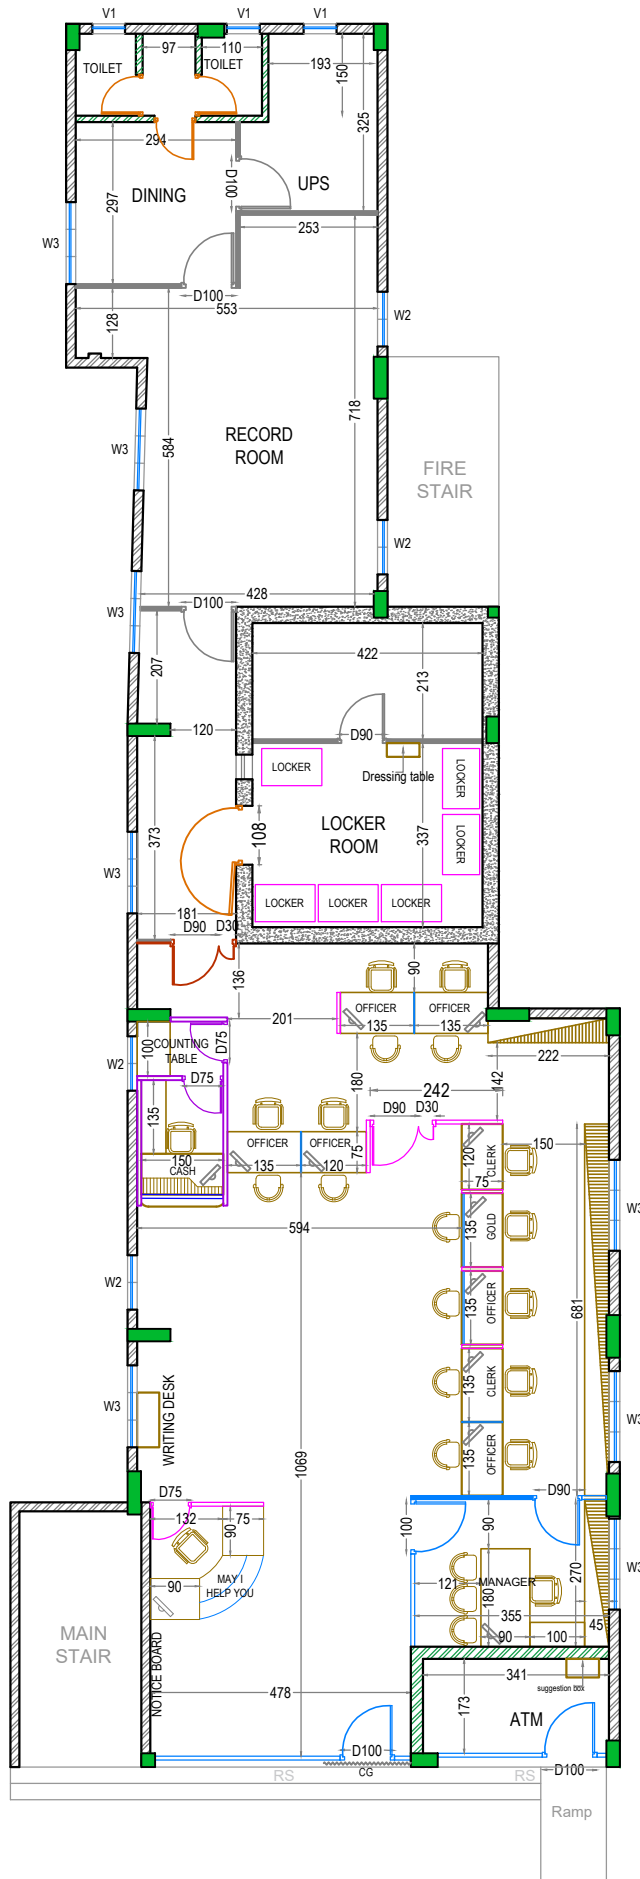 V1
V1
V1
97
110
TOILET
TOILET
193
150
325
294
D100
UPS
DINING
297
253
W3
D100
553
128
W2
718
RECORD
ROOM
584
W3
FIRE
STAIR
W2
428
D100
W3
207
422
213
120
D90
LOCKER
Dressing table
LOCKER
LOCKER
ROOM
108
337
LOCKER
373
W3
LOCKER
LOCKER
LOCKER
181
D90
D30
136
90
OFFICER
OFFICER
135
135
201
COUNTING
TABLE
100
D75
W2
D75
222
142
180
242
D90
D30
135
OFFICER
OFFICER
75
150
CASH
135
120
120
CLERK
75
150
594
135
GOLD
W3
W2
135
OFFICER
681
135
CLERK
W3
W3
WRITING DESK
135
OFFICER
1069
D75
D90
132
75
90
100
90
270
MAY I
HELP YOU
90
121
MANAGER
180
355
W3
90
100
45
MAIN
STAIR
NOTICE BOARD
478
341
suggestion box
173
ATM
D100
CG
D100
RS
RS
Ramp